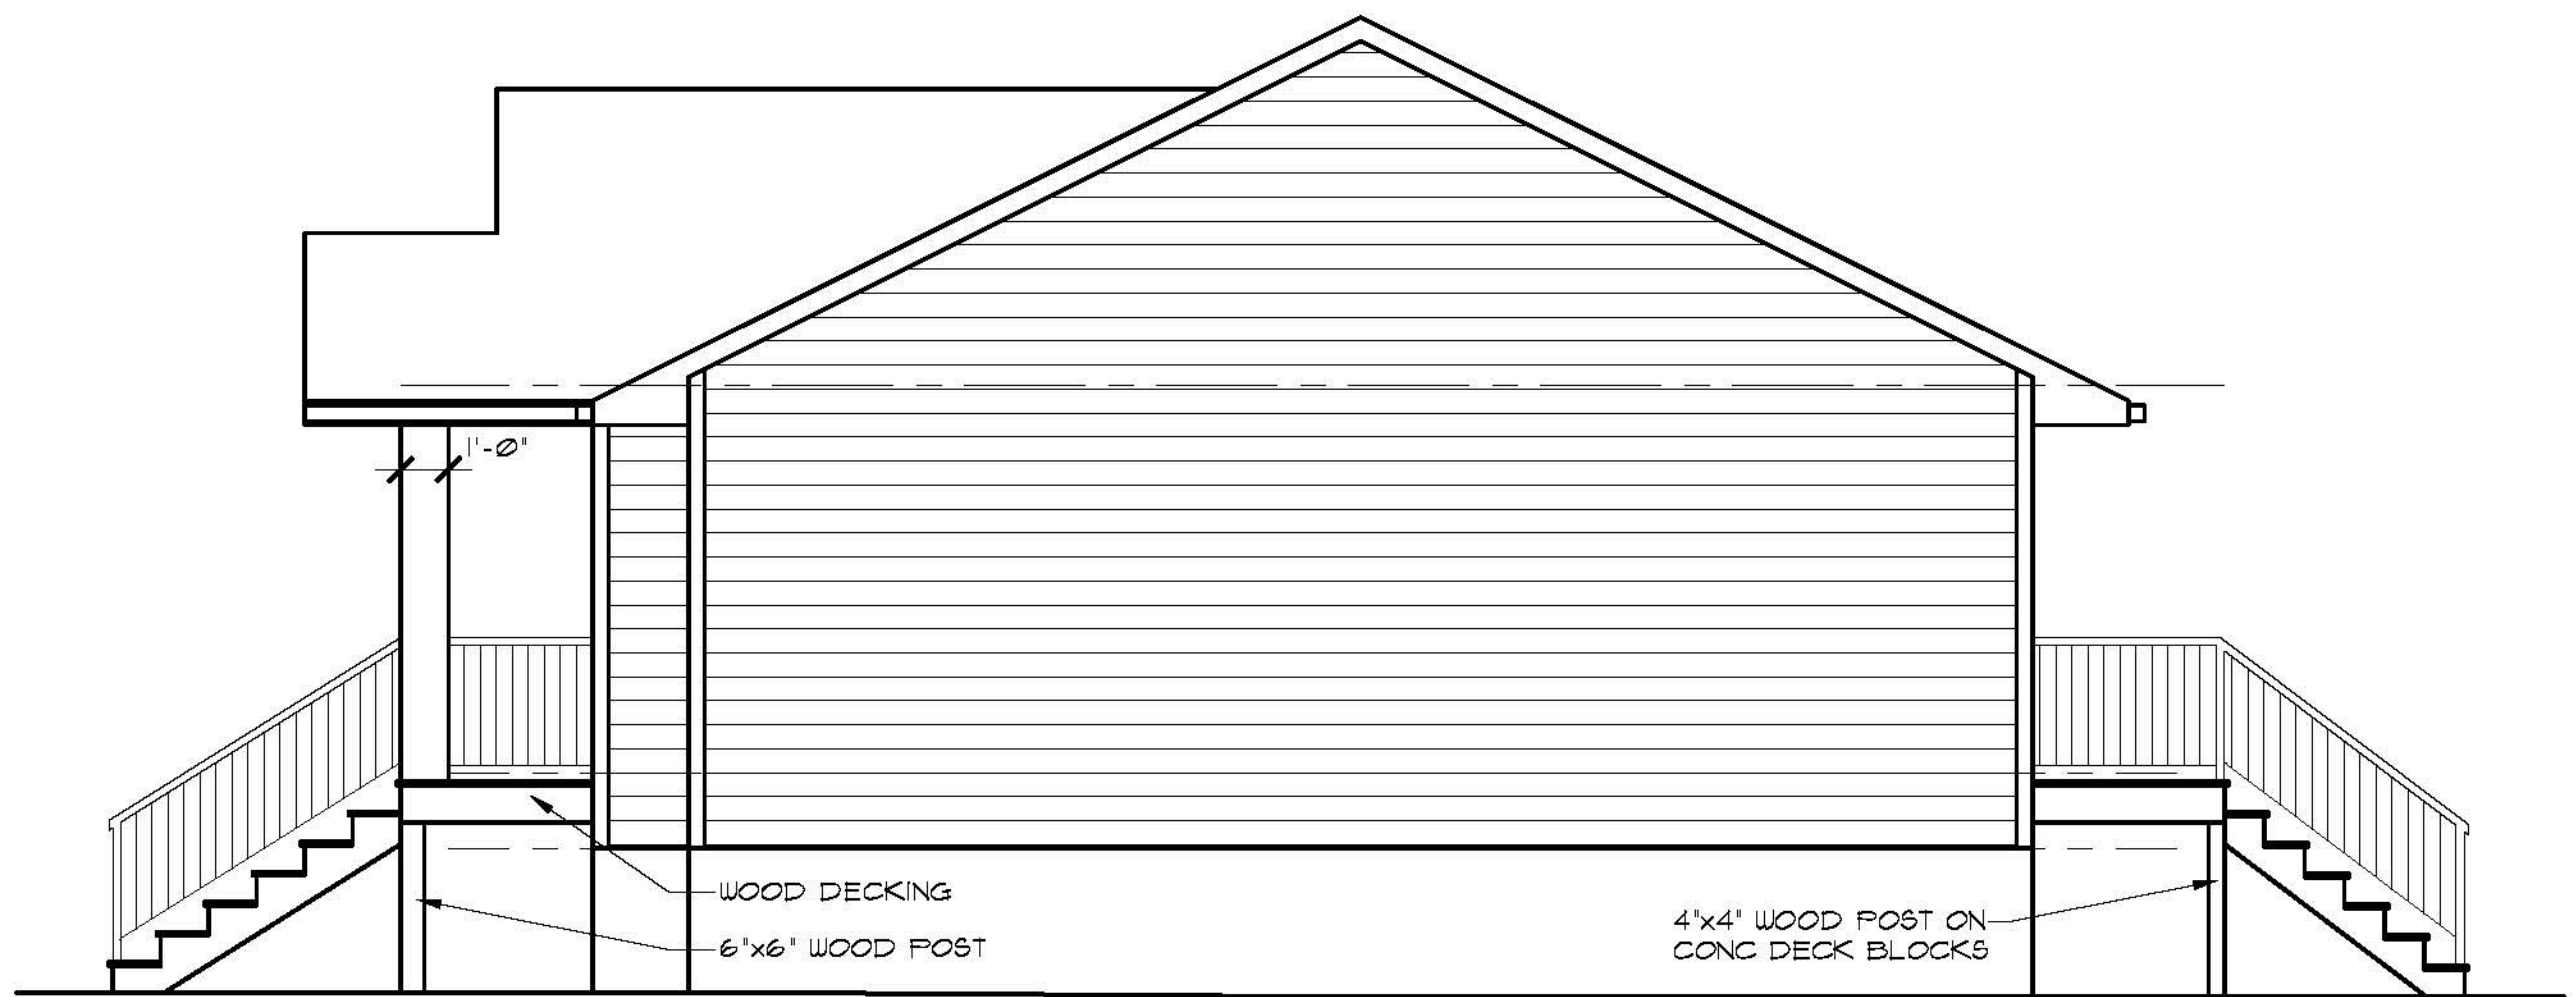 1'-0"
WOOD DECKING
6"x6" WOOD POST
4"x4" WOOD POST ON
CONC DECK BLOCKS